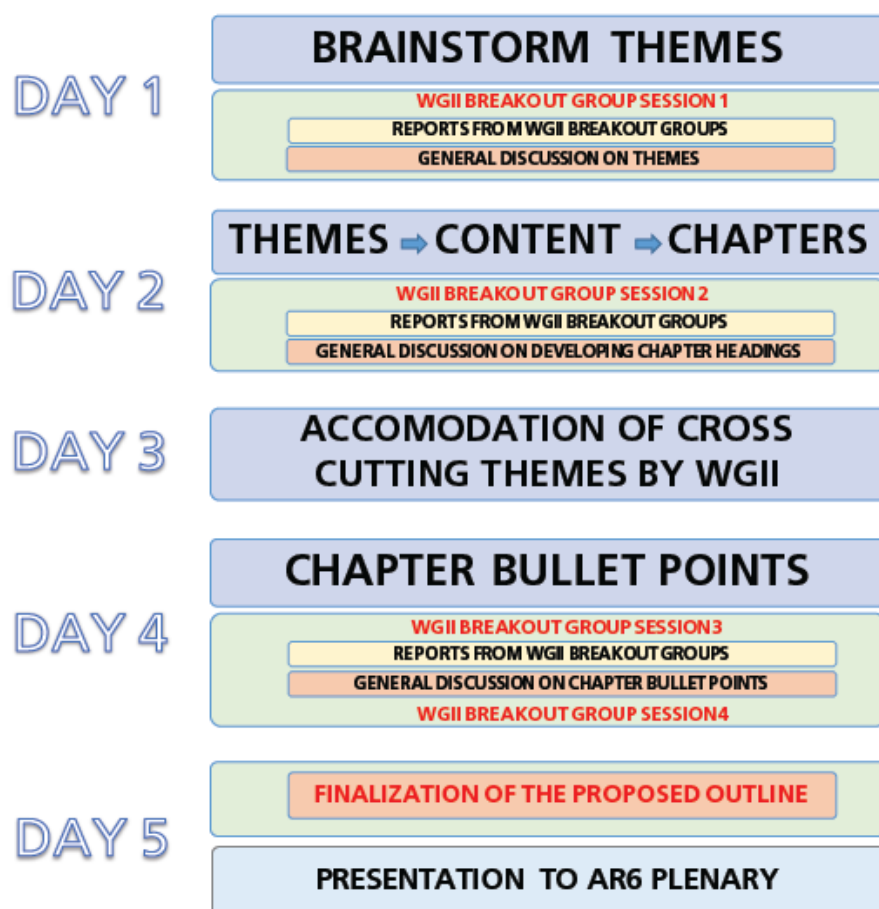 DAY 1
BRAINSTORM THEMES
WGII BREAKOUT GROUP SESSION 1
REPORTS FROM WGII BREAKOUT GROUPS
GENERAL DISCUSSION ON THEMES
DAY 2
THEMES CONTENT CHAPTERS
WGII BREAKOUT GROUP SESSION 2
REPORTS FROM WGII BREAKOUT GROUPS
GENERAL DISCUSSION ON DEVELOPING CHAPTER HEADINGS
DAY 3
ACCOMODATION OF CROSS
CUTTING THEMES BY WGII
DAY 4
CHAPTER BULLET POINTS
WGII BREAKOUT GROUP SESSION3
REPORTS FROM WGII BREAKOUT GROUPS
GENERAL DISCUSSION ON CHAPTER BULLET POINTS
WGII BREAKOUT GROUP SESSION4
DAY 5
FINALIZATION OF THE PROPOSED OUTLINE
PRESENTATION TO AR6 PLENARY